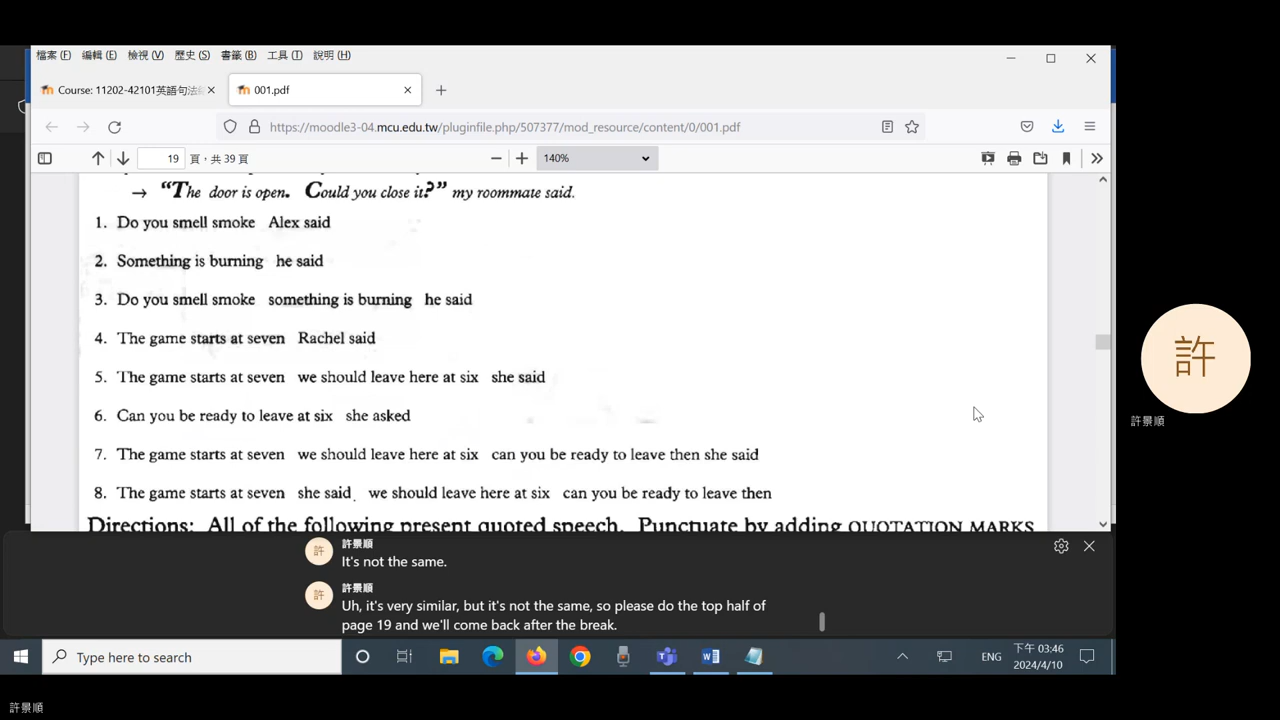 檔案 (F) 編輯 (E) 檢視 (V) 歷史 (S) 書籤 (B) 工具 (T) 說明 (H)
Course: 11202-42101英語句法
001.pdf
https://moodle3-04.mcu.edu.tw/pluginfile.php/507377/mod_resource/content/0/001.pdf
19 頁，共 39 頁
140%
→ "The door is open. Could you close it?" my roommate said.
1. Do you smell smoke Alex said
2. Something is burning he said
3. Do you smell smoke something is burning he said
4. The game starts at seven Rachel said
5. The game starts at seven we should leave here at six she said
6. Can you be ready to leave at six she asked
7. The game starts at seven we should leave here at six can you be ready to leave then she said
8. The game starts at seven she said we should leave here at six can you be ready to leave then
Directions: All of the following present quoted speech. Punctuate by adding QUOTATION MARKS
許
許景順
許 許景順
It's not the same.
許 許景順
Uh, it's very similar, but it's not the same, so please do the top half of
page 19 and we'll come back after the break.
Type here to search
ENG
下午 03:46
2024/4/10
許景順